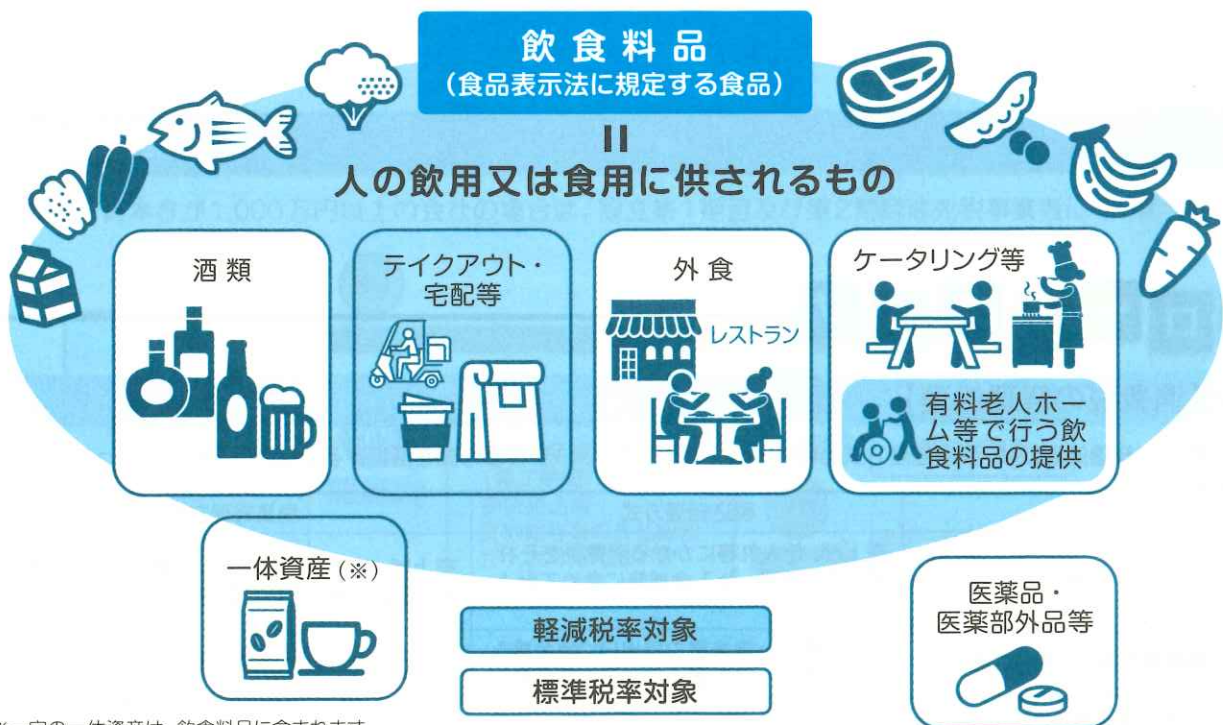 飲食料品
（食品表示法に規定する食品）
＝
人の飲用又は食用に供されるもの
酒類
テイクアウト・
宅配等
外食
レストラン
ケータリング等
有料老人ホー
ム等で行う飲
食料品の提供
一体資産（※）
軽減税率対象
標準税率対象
医薬品・
医薬部外品等